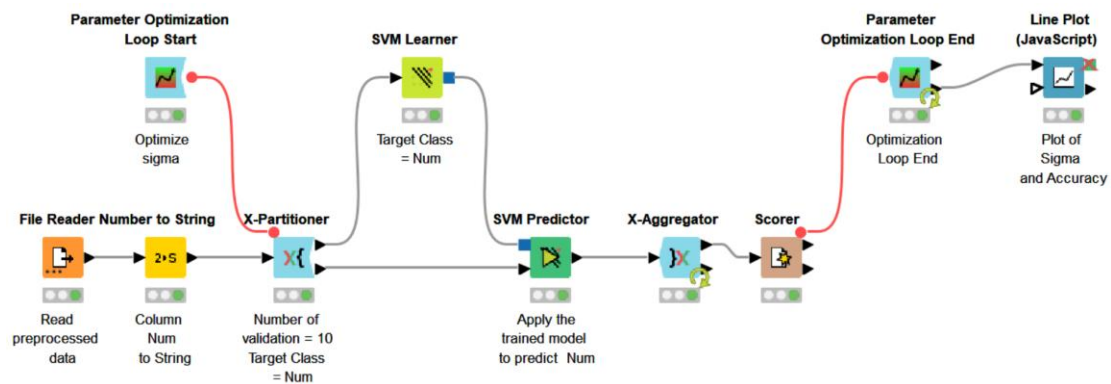 Parameter Optimization
Loop Start
SVM Learner
Parameter
Optimization Loop End
Line Plot
(JavaScript)
Optimize
sigma
Target Class
= Num
Optimization
Loop End
Plot of
Sigma
and Accuracy
File Reader
Number to String
X-Partitioner
SVM Predictor
X-Aggregator
Scorer
2▸S
X{
}X
Read
preprocessed
data
Column
Num
to String
Number of
validation = 10
Target Class
= Num
Apply the
trained model
to predict Num